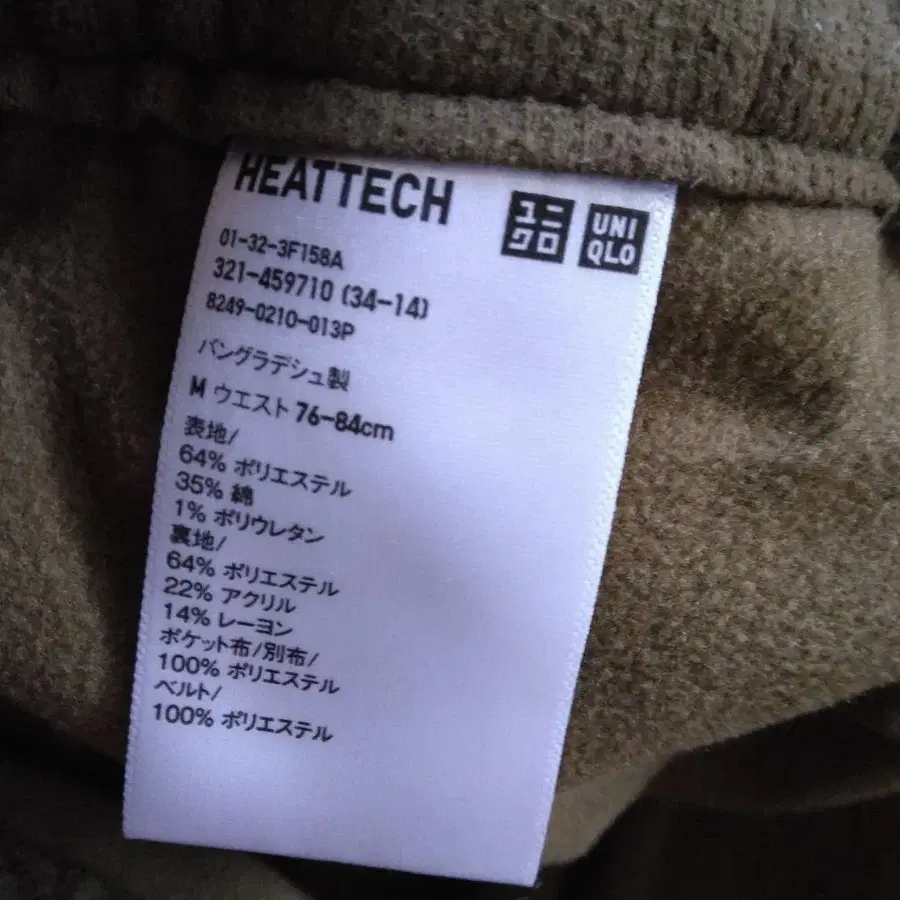 HEATTECH
ユニクロ
UNIQLO
01-32-3F158A
321-459710 (34-14)
8249-0210-013P
バングラデシュ製
M ウエスト 76-84cm
表地/
64% ポリエステル
35% 綿
1% ポリウレタン
裏地/
64% ポリエステル
22% アクリル
14% レーヨン
ポケット布/別布/
100% ポリエステル
ベルト/
100% ポリエステル